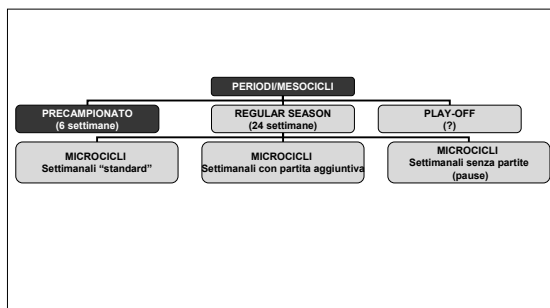 PERIODI/MESOCICLI
PRECAMPIONATO
(6 settimane)
REGULAR SEASON
(24 settimane)
PLAY-OFF
(?)
MICROCICLI
Settimanali “standard”
MICROCICLI
Settimanali con partita aggiuntiva
MICROCICLI
Settimanali senza partite
(pause)